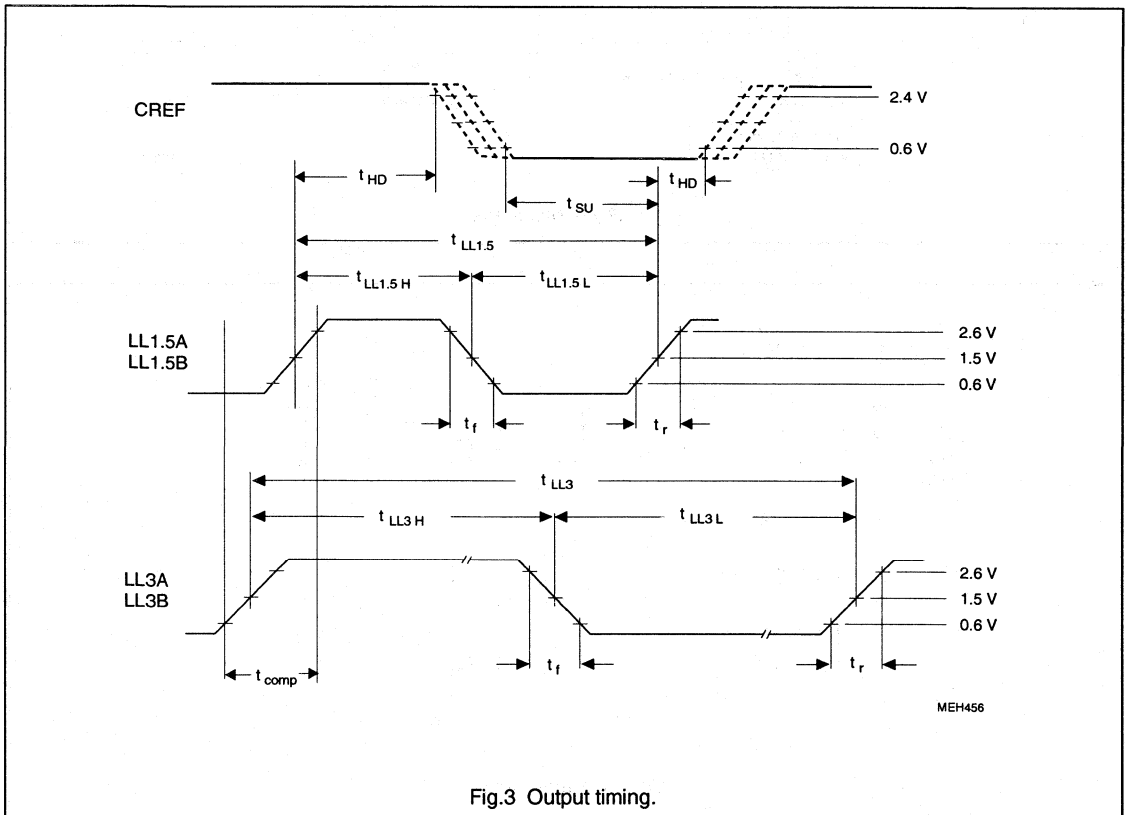 CREF
2.4 V
0.6 V
t HD
t HD
t SU
t LL1.5
t LL1.5 H
t LL1.5 L
LL1.5A
LL1.5B
2.6 V
1.5 V
0.6 V
t f
t r
t LL3
t LL3 H
t LL3 L
LL3A
LL3B
2.6 V
1.5 V
0.6 V
t comp
t f
t r
MEH456
Fig.3 Output timing.